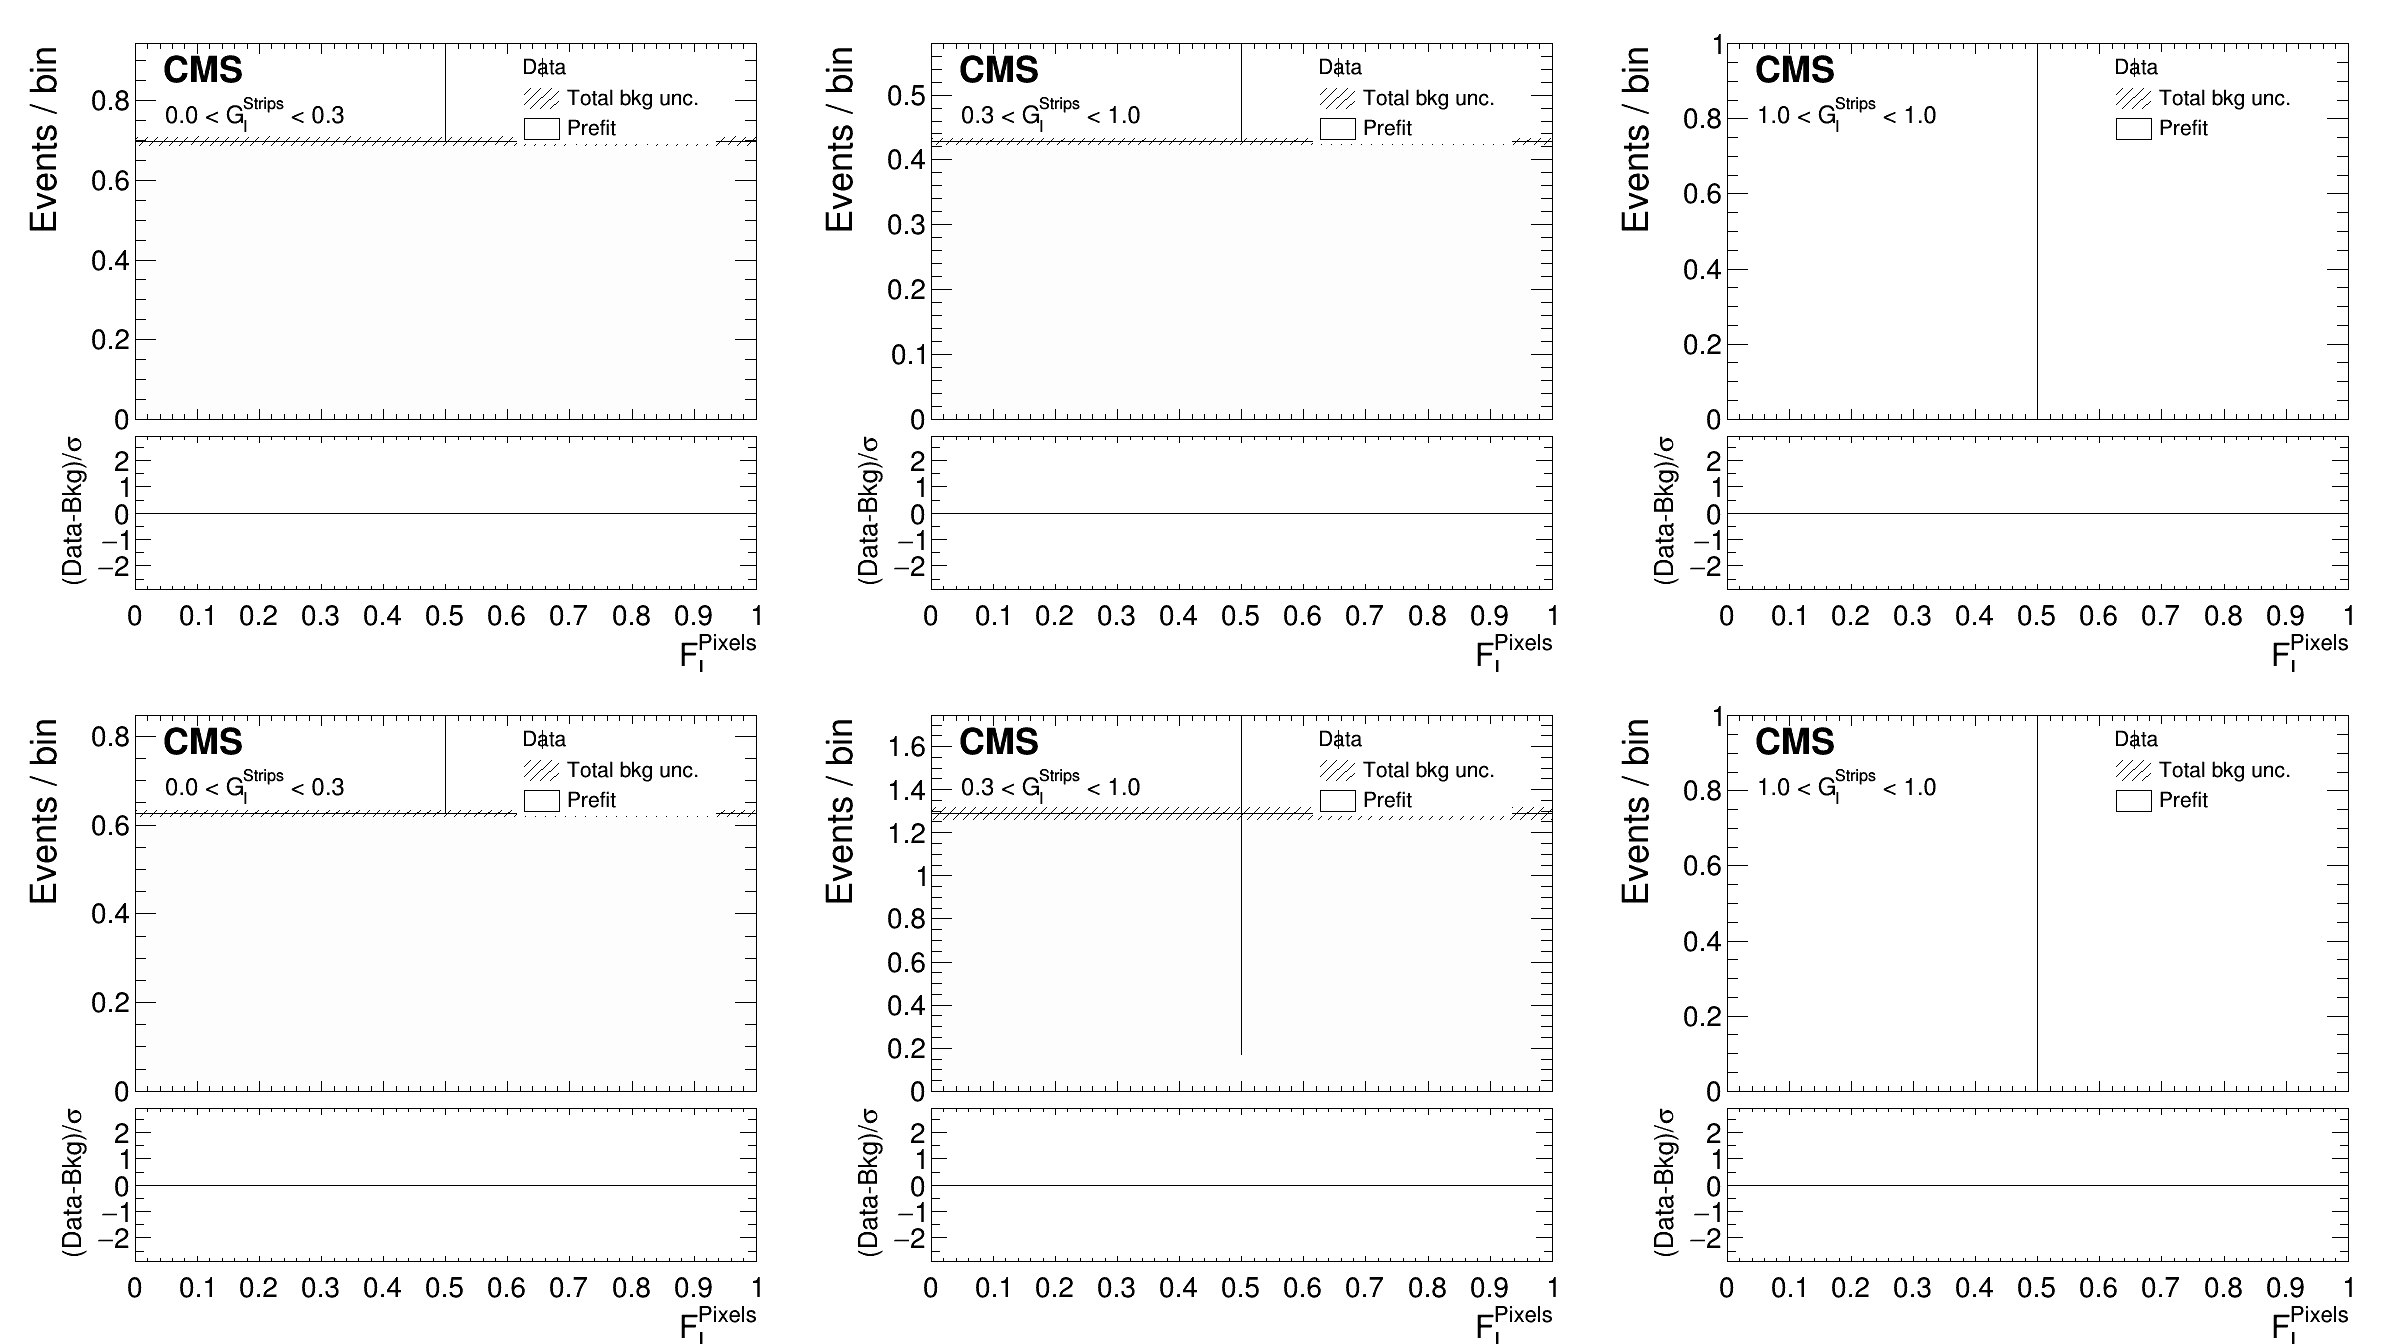 Events / bin
CMS
0.0 < G_I^Strips < 0.3
Data
Total bkg unc.
Prefit
0.8
0.6
0.4
0.2
0
(Data-Bkg)/σ
2
1
0
−1
−2
0 0.1 0.2 0.3 0.4 0.5 0.6 0.7 0.8 0.9 1
F_I^Pixels
Events / bin
CMS
0.3 < G_I^Strips < 1.0
Data
Total bkg unc.
Prefit
0.5
0.4
0.3
0.2
0.1
0
(Data-Bkg)/σ
2
1
0
−1
−2
0 0.1 0.2 0.3 0.4 0.5 0.6 0.7 0.8 0.9 1
F_I^Pixels
Events / bin
CMS
1.0 < G_I^Strips < 1.0
Data
Total bkg unc.
Prefit
1
0.8
0.6
0.4
0.2
0
(Data-Bkg)/σ
2
1
0
−1
−2
0 0.1 0.2 0.3 0.4 0.5 0.6 0.7 0.8 0.9 1
F_I^Pixels
Events / bin
CMS
0.0 < G_I^Strips < 0.3
Data
Total bkg unc.
Prefit
0.8
0.6
0.4
0.2
0
(Data-Bkg)/σ
2
1
0
−1
−2
0 0.1 0.2 0.3 0.4 0.5 0.6 0.7 0.8 0.9 1
F_I^Pixels
Events / bin
CMS
0.3 < G_I^Strips < 1.0
Data
Total bkg unc.
Prefit
1.6
1.4
1.2
1
0.8
0.6
0.4
0.2
0
(Data-Bkg)/σ
2
1
0
−1
−2
0 0.1 0.2 0.3 0.4 0.5 0.6 0.7 0.8 0.9 1
F_I^Pixels
Events / bin
CMS
1.0 < G_I^Strips < 1.0
Data
Total bkg unc.
Prefit
1
0.8
0.6
0.4
0.2
0
(Data-Bkg)/σ
2
1
0
−1
−2
0 0.1 0.2 0.3 0.4 0.5 0.6 0.7 0.8 0.9 1
F_I^Pixels